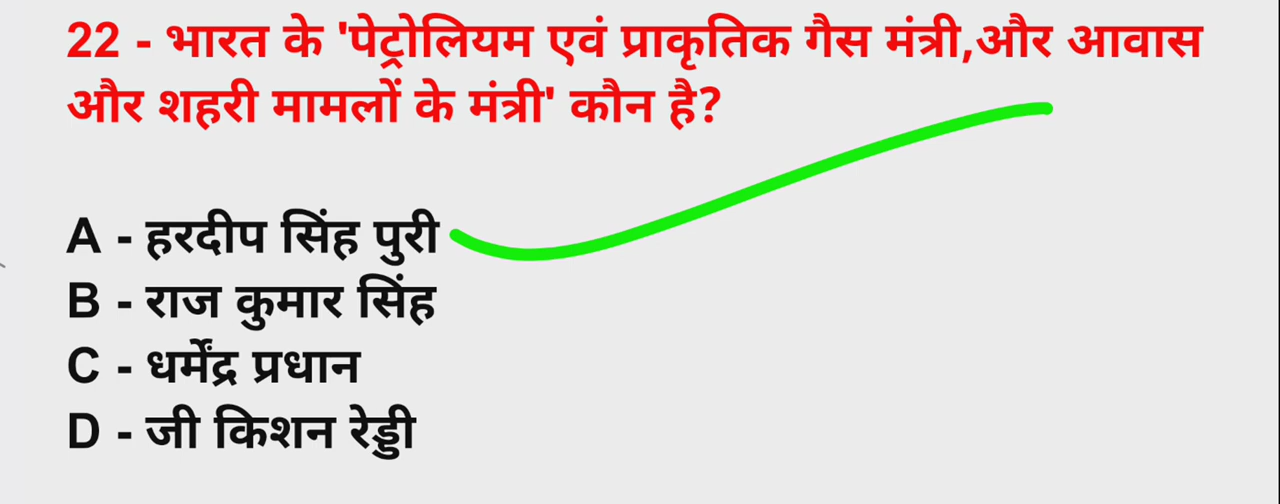 22 - भारत के 'पेट्रोलियम एवं प्राकृतिक गैस मंत्री,और आवास
और शहरी मामलों के मंत्री' कौन है?
A - हरदीप सिंह पुरी
B - राज कुमार सिंह
C - धर्मेंद्र प्रधान
D - जी किशन रेड्डी